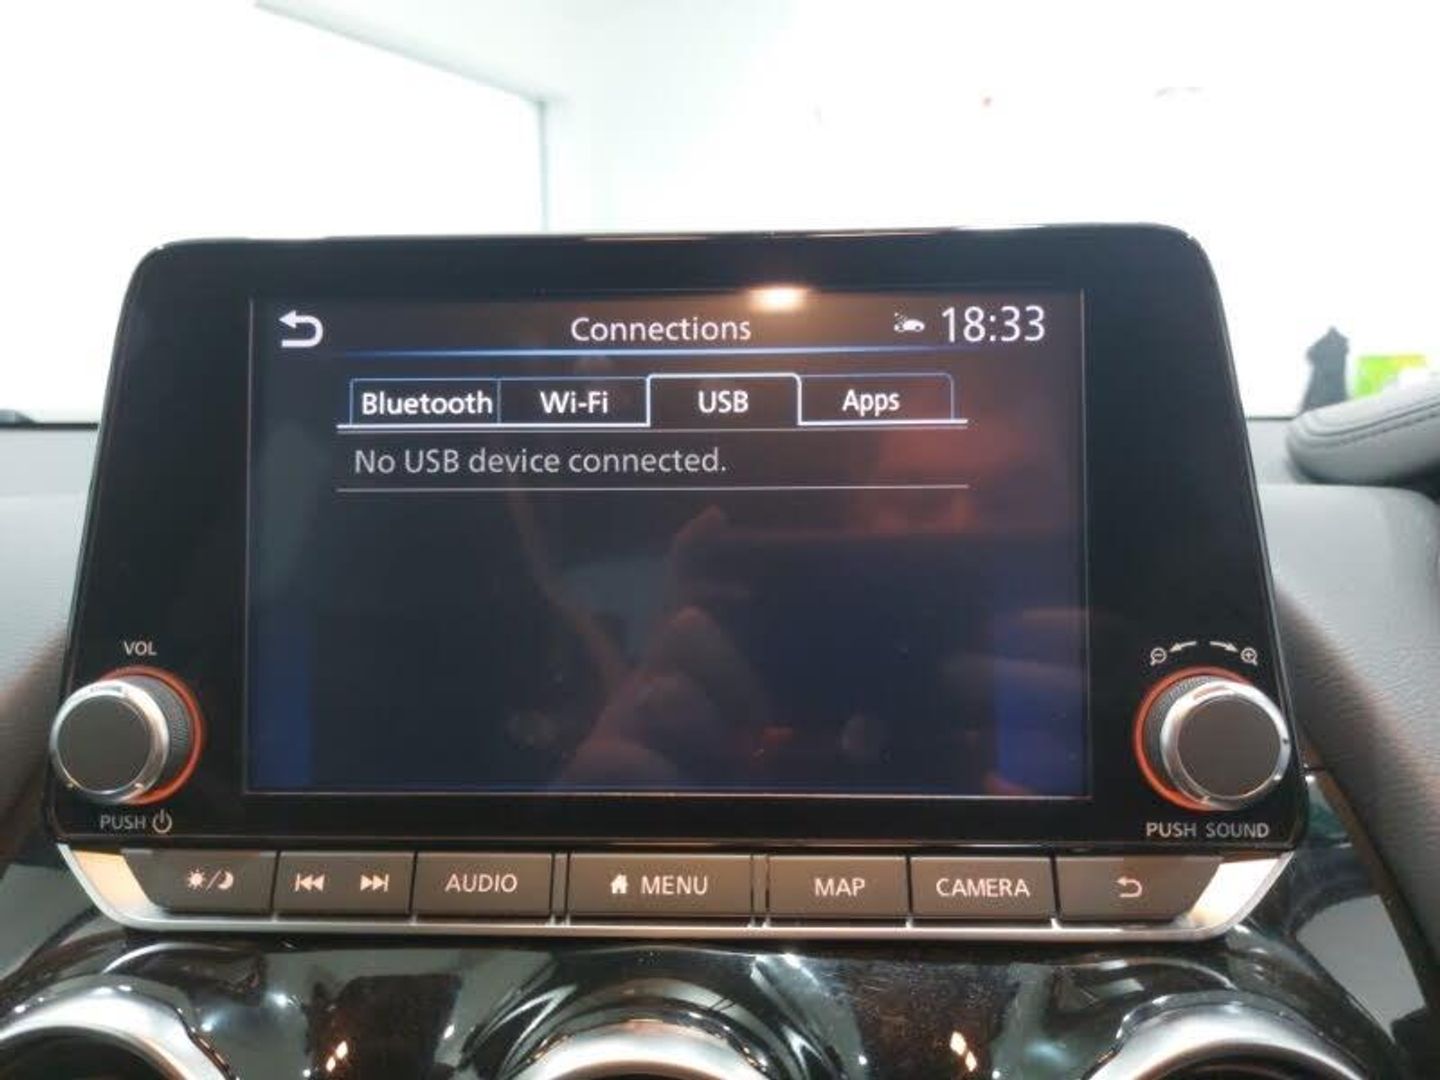 Connections 18:33
Bluetooth Wi-Fi USB Apps
No USB device connected.
VOL
PUSH
PUSH SOUND
AUDIO MENU MAP CAMERA